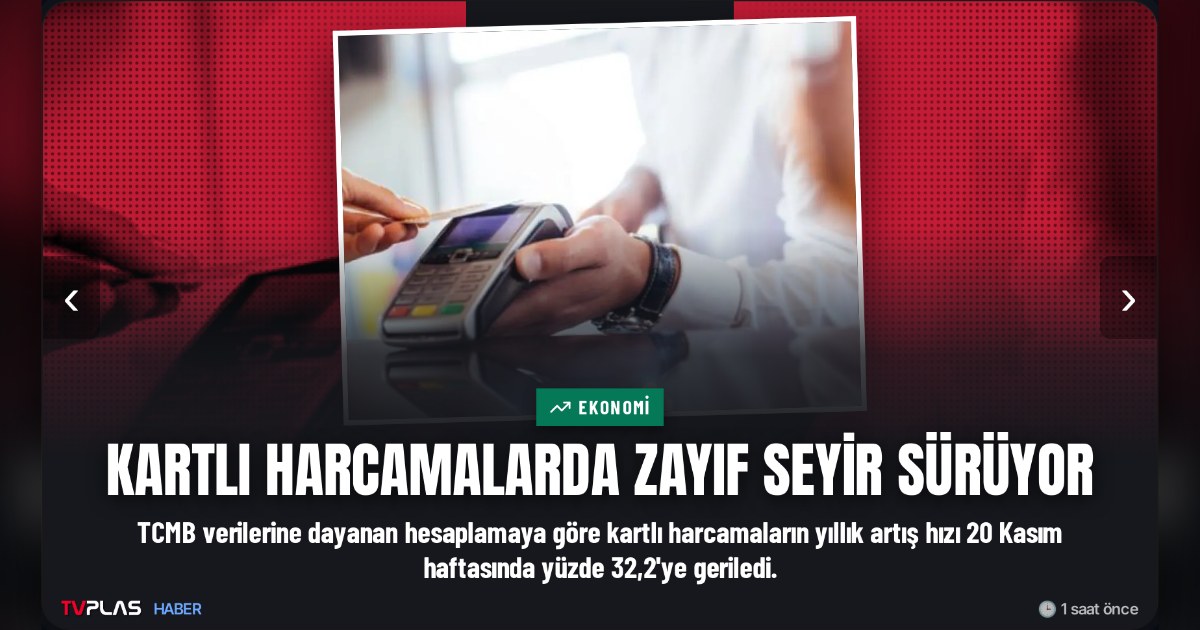 EKONOMİ
KARTLI HARCAMALARDA ZAYIF SEYİR SÜRÜYOR
TCMB verilerine dayanan hesaplamaya göre kartlı harcamaların yıllık artış hızı 20 Kasım
haftasında yüzde 32,2'ye geriledi.
TVPLAS HABER
1 saat önce